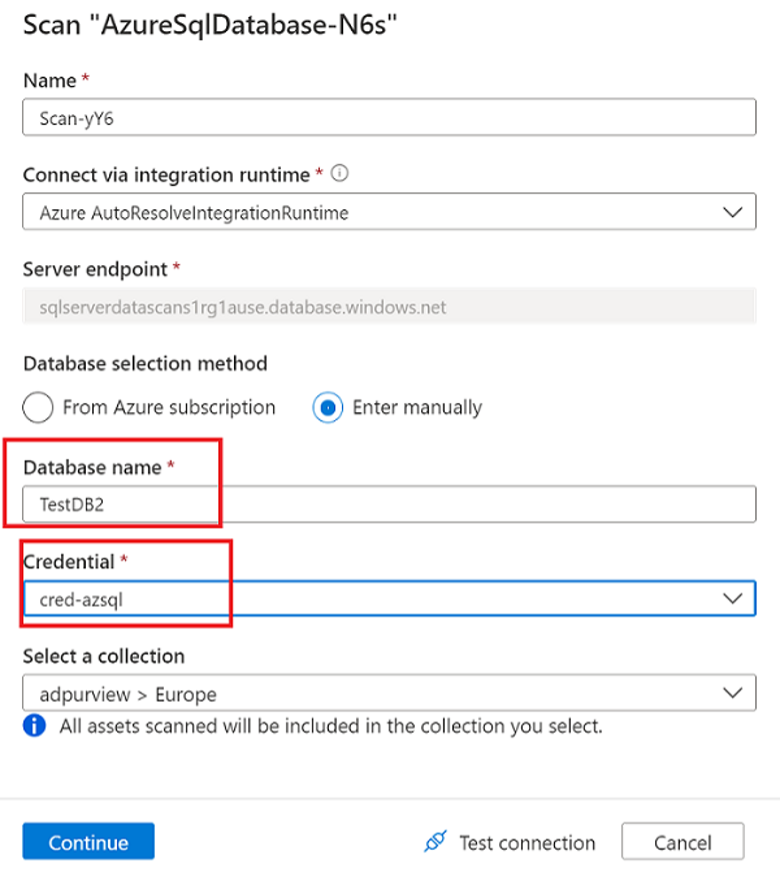 Scan "AzureSqlDatabase-N6s"
Name *
Scan-yY6
Connect via integration runtime *
Azure AutoResolveIntegrationRuntime
Server endpoint *
sqlserverdatascans1rg1ause.database.windows.net
Database selection method
From Azure subscription Enter manually
Database name *
TestDB2
Credential *
cred-azsql
Select a collection
adpurview > Europe
All assets scanned will be included in the collection you select.
Continue Test connection Cancel